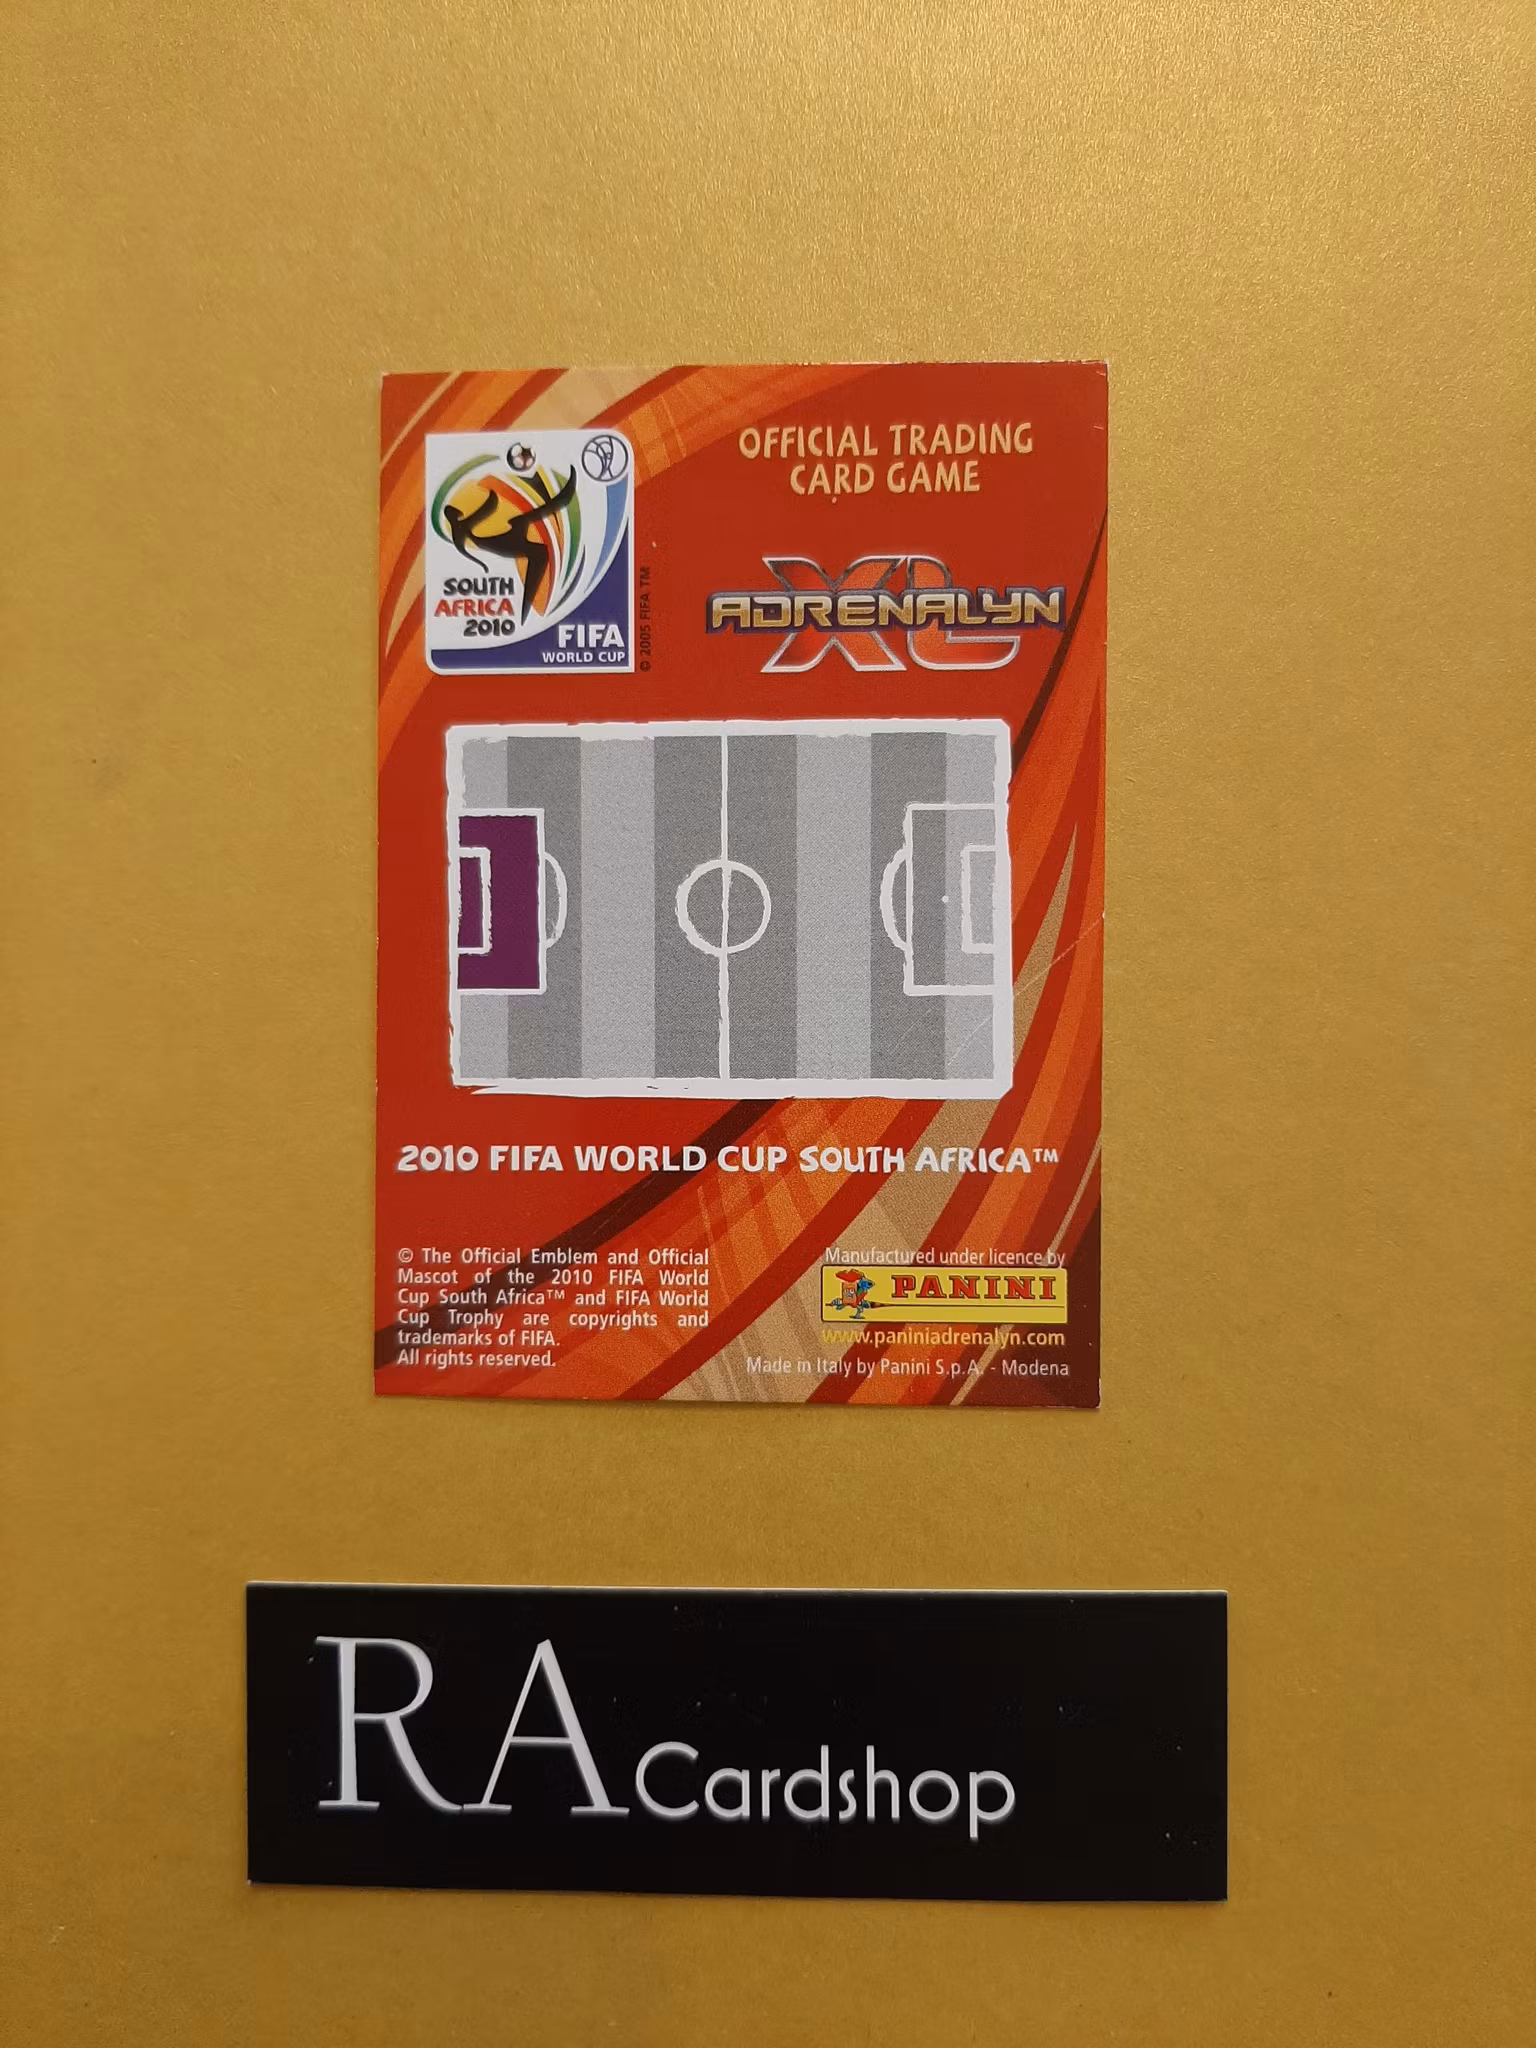 OFFICIAL TRADING
CARD GAME
SOUTH
AFRICA
2010
FIFA
WORLD CUP
© 2005 FIFA TM
XL
ADRENALYN
2010 FIFA WORLD CUP SOUTH AFRICA™
© The Official Emblem and Official
Mascot of the 2010 FIFA World
Cup South Africa™ and FIFA World
Cup Trophy are copyrights and
trademarks of FIFA.
All rights reserved.
Manufactured under licence by
PANINI
www.paniniadrenalyn.com
Made in Italy by Panini S.p.A. - Modena
RA Cardshop